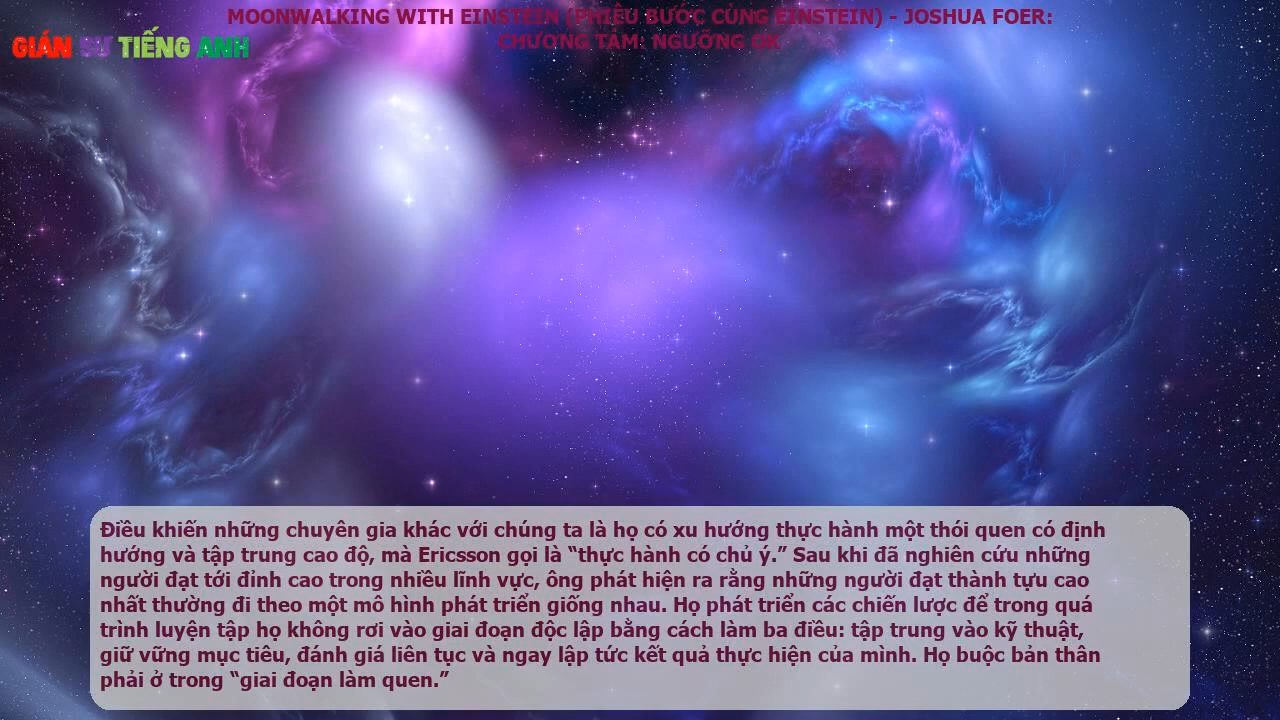 MOONWALKING WITH EINSTEIN (PHIÊU BƯỚC CÙNG EINSTEIN) - JOSHUA FOER:
CHƯƠNG TÁM: NGƯỠNG OK
GIÁN SƯ TIẾNG ANH
Điều khiến những chuyên gia khác với chúng ta là họ có xu hướng thực hành một thói quen có định
hướng và tập trung cao độ, mà Ericsson gọi là “thực hành có chủ ý.” Sau khi đã nghiên cứu những
người đạt tới đỉnh cao trong nhiều lĩnh vực, ông phát hiện ra rằng những người đạt thành tựu cao
nhất thường đi theo một mô hình phát triển giống nhau. Họ phát triển các chiến lược để trong quá
trình luyện tập họ không rơi vào giai đoạn độc lập bằng cách làm ba điều: tập trung vào kỹ thuật,
giữ vững mục tiêu, đánh giá liên tục và ngay lập tức kết quả thực hiện của mình. Họ buộc bản thân
phải ở trong “giai đoạn làm quen.”